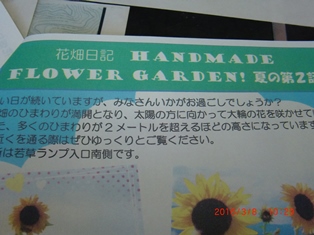 花畑日記 HANDMADE
FLOWER GARDEN! 夏の第2話
い日が続いていますが、みなさんいかがお過ごしでしょうか?
畑のひまわりが満開となり、太陽の方に向かって大輪の花を咲かせてい
た、多くのひまわりが2メートルを超えるほどの高さになっています
近くを通る際はぜひゆっくりとご覧ください。
所は若草ランプ入口南側です。